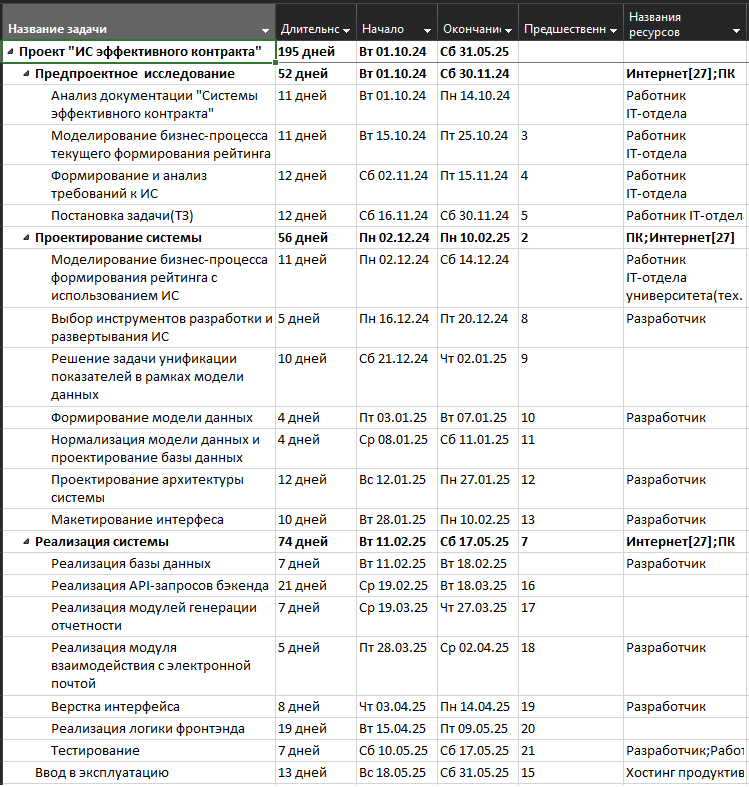 Названия
Название задачи Длительнс Начало Окончание Предшественн ресурсов
Проект "ИС эффективного контракта" 195 дней Вт 01.10.24 Сб 31.05.25
Предпроектное исследование 52 дней Вт 01.10.24 Сб 30.11.24 Интернет[27];ПК
Анализ документации "Системы 11 дней Вт 01.10.24 Пн 14.10.24 Работник
эффективного контракта" IT-отдела
Моделирование бизнес-процесса 11 дней Вт 15.10.24 Пт 25.10.24 3 Работник
текущего формирования рейтинга IT-отдела
Формирование и анализ 12 дней Сб 02.11.24 Пт 15.11.24 4 Работник
требований к ИС IT-отдела
Постановка задачи(ТЗ) 12 дней Сб 16.11.24 Сб 30.11.24 5 Работник IT-отдел
Проектирование системы 56 дней Пн 02.12.24 Пн 10.02.25 2 ПК;Интернет[27]
Моделирование бизнес-процесса 11 дней Пн 02.12.24 Сб 14.12.24 Работник
формирования рейтинга с IT-отдела
использованием ИС университета(тех.
Выбор инструментов разработки и 5 дней Пн 16.12.24 Пт 20.12.24 8 Разработчик
развертывания ИС
Решение задачи унификации 10 дней Сб 21.12.24 Чт 02.01.25 9
показателей в рамках модели
данных
Формирование модели данных 4 дней Пт 03.01.25 Вт 07.01.25 10 Разработчик
Нормализация модели данных и 4 дней Ср 08.01.25 Сб 11.01.25 11
проектирование базы данных
Проектирование архитектуры 12 дней Вс 12.01.25 Пн 27.01.25 12 Разработчик
системы
Макетирование интерфеса 10 дней Вт 28.01.25 Пн 10.02.25 13 Разработчик
Реализация системы 74 дней Вт 11.02.25 Сб 17.05.25 7 Интернет[27];ПК
Реализация базы данных 7 дней Вт 11.02.25 Вт 18.02.25 Разработчик
Реализация API-запросов бэкенда 21 дней Ср 19.02.25 Вт 18.03.25 16
Реализация модулей генерации 7 дней Ср 19.03.25 Чт 27.03.25 17
отчетности
Реализация модуля 5 дней Пт 28.03.25 Ср 02.04.25 18 Разработчик
взаимодействия с электронной
почтой
Верстка интерфейса 8 дней Чт 03.04.25 Пн 14.04.25 19 Разработчик
Реализация логики фронтэнда 19 дней Вт 15.04.25 Пт 09.05.25 20
Тестирование 7 дней Сб 10.05.25 Сб 17.05.25 21 Разработчик;Рабо
Ввод в эксплуатацию 13 дней Вс 18.05.25 Сб 31.05.25 15 Хостинг продуктив